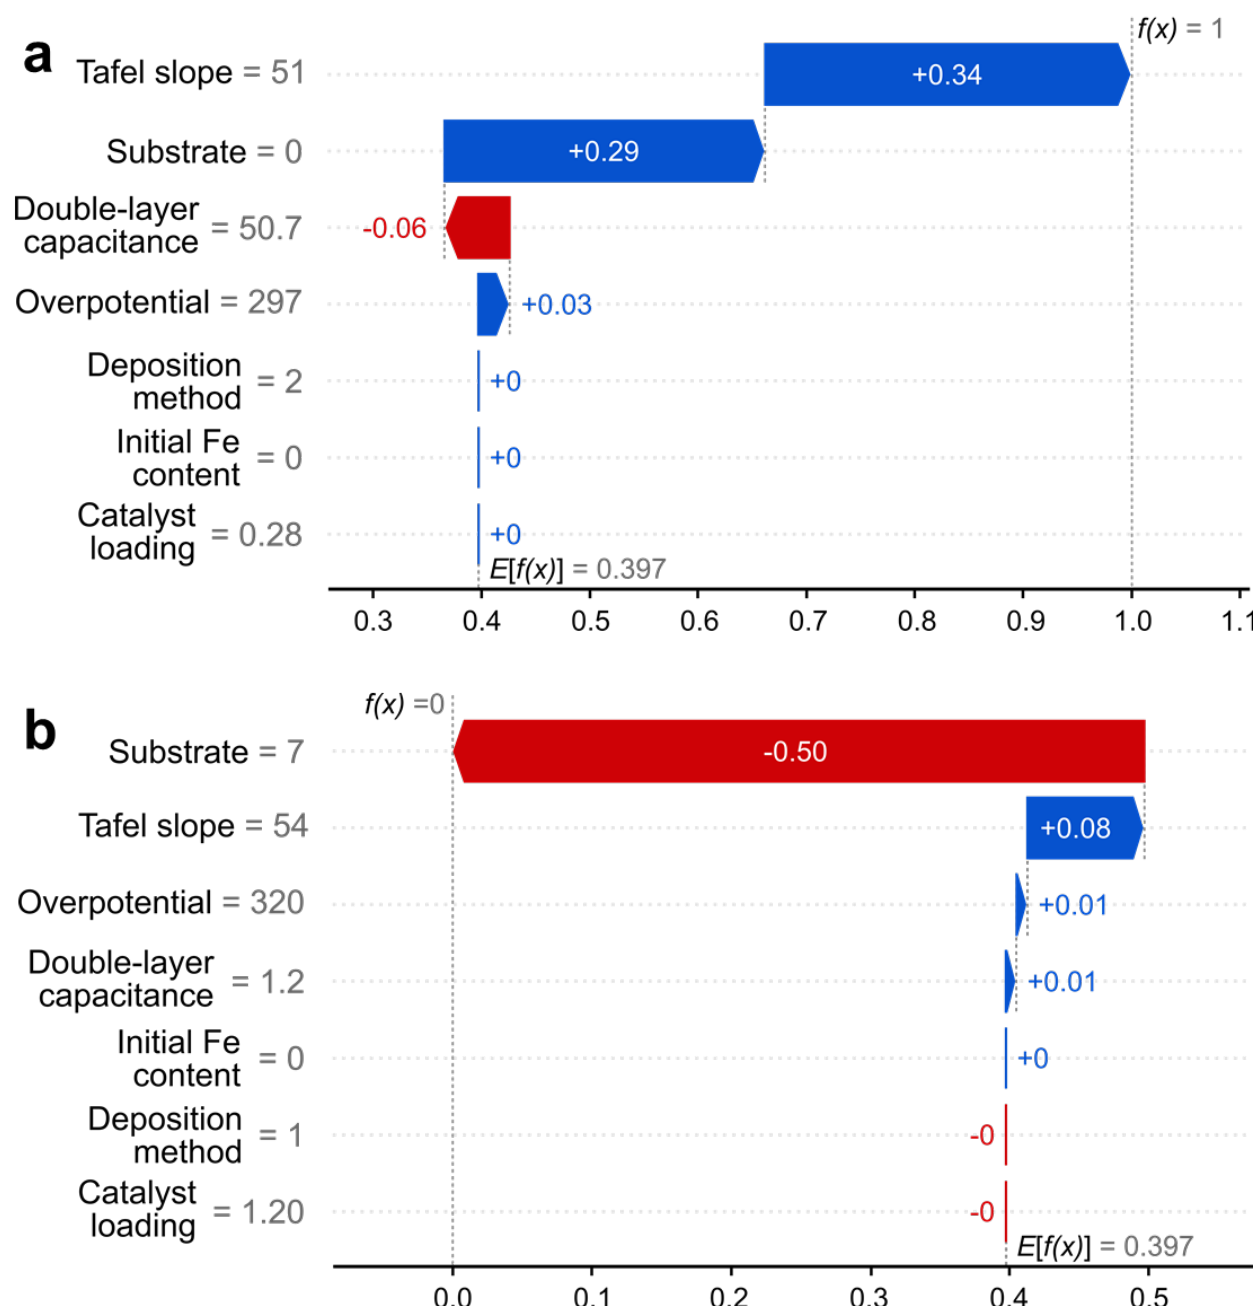 a
f(x) = 1
Tafel slope = 51
+0.34
Substrate = 0
+0.29
Double-layer
capacitance = 50.7
-0.06
Overpotential = 297
+0.03
Deposition
method = 2
+0
Initial Fe
content = 0
+0
Catalyst
loading = 0.28
+0
E[f(x)] = 0.397
0.3 0.4 0.5 0.6 0.7 0.8 0.9 1.0 1.1
b
f(x) =0
Substrate = 7
-0.50
Tafel slope = 54
+0.08
Overpotential = 320
+0.01
Double-layer
capacitance = 1.2
+0.01
Initial Fe
content = 0
+0
Deposition
method = 1
-0
Catalyst
loading = 1.20
-0
E[f(x)] = 0.397
0.0 0.1 0.2 0.3 0.4 0.5